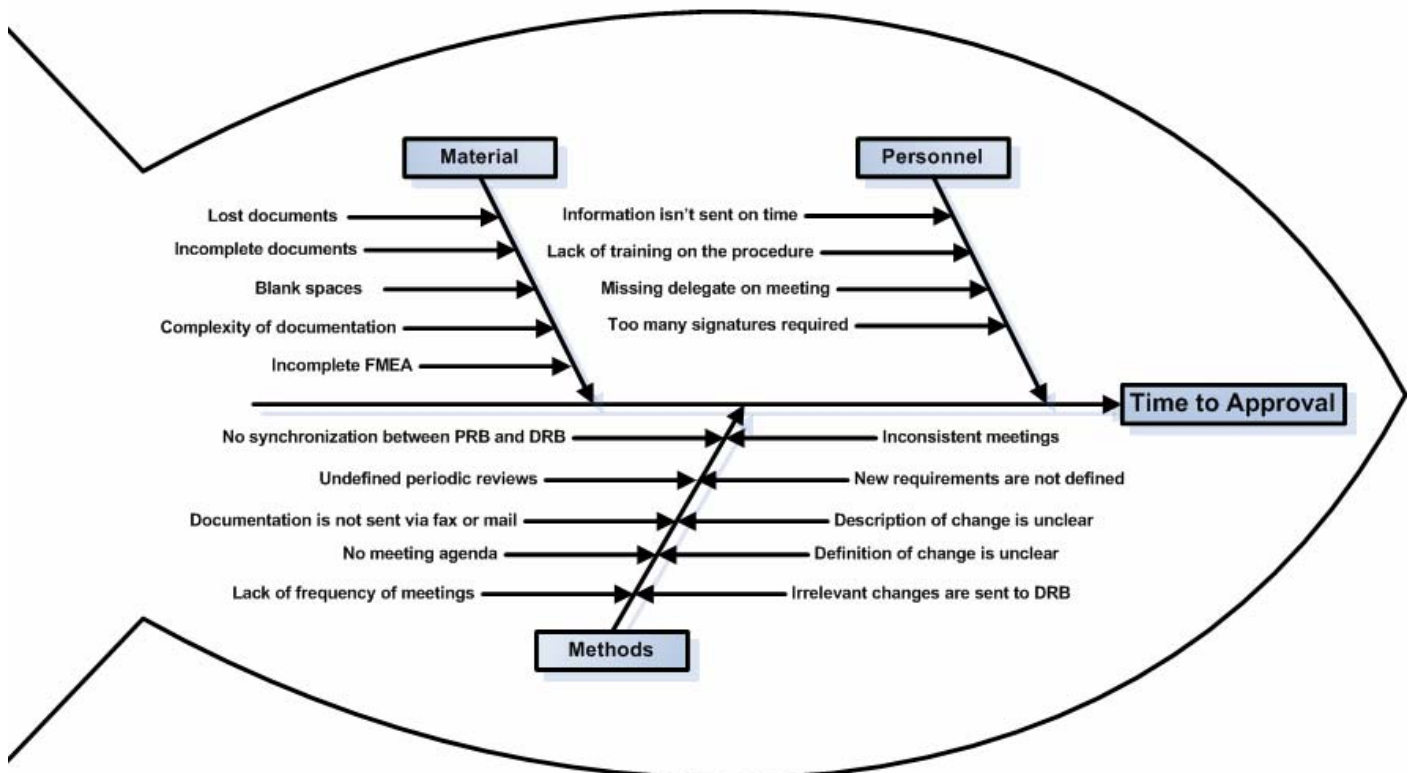 Material
Personnel
Lost documents
Incomplete documents
Blank spaces
Complexity of documentation
Incomplete FMEA
Information isn't sent on time
Lack of training on the procedure
Missing delegate on meeting
Too many signatures required
Time to Approval
No synchronization between PRB and DRB
Undefined periodic reviews
Documentation is not sent via fax or mail
No meeting agenda
Lack of frequency of meetings
Inconsistent meetings
New requirements are not defined
Description of change is unclear
Definition of change is unclear
Irrelevant changes are sent to DRB
Methods